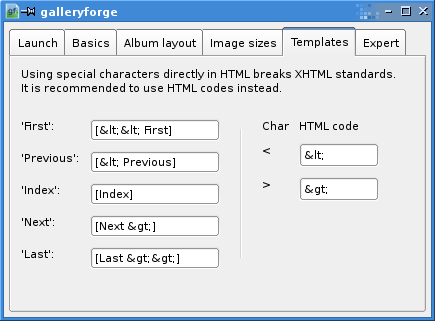 galleryforge
Launch Basics Album layout Image sizes Templates Expert
Using special characters directly in HTML breaks XHTML standards.
It is recommended to use HTML codes instead.
'First': [&lt;&lt; First] Char HTML code
'Previous': [&lt; Previous] < &lt;
'Index': [Index] > &gt;
'Next': [Next &gt;]
'Last': [Last &gt;&gt;]